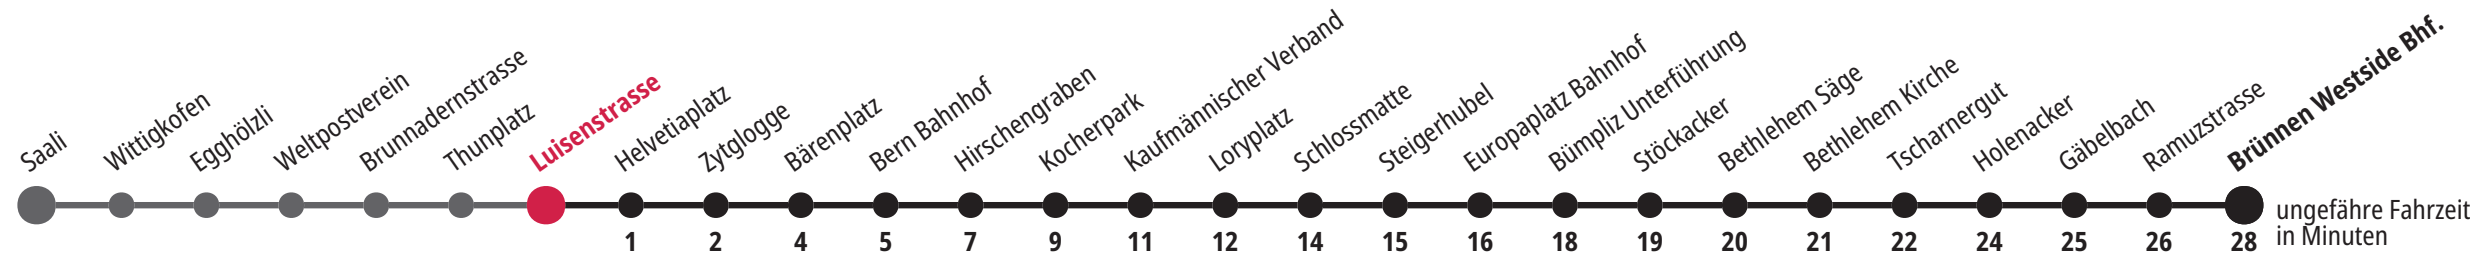 Saali
Wittigkofen
Egghölzli
Weltpostverein
Brunnadernstrasse
Thunplatz
Luisenstrasse
Helvetiaplatz
Zytglogge
Bärenplatz
Bern Bahnhof
Hirschengraben
Kocherpark
Kaufmännischer Verband
Loryplatz
Schlossmatte
Steigerhubel
Europaplatz Bahnhof
Bümpliz Unterführung
Stöckacker
Bethlehem Säge
Bethlehem Kirche
Tscharnergut
Holenacker
Gäbelbach
Ramuzstrasse
Brünnen Westside Bhf.
1 2 4 5 7 9 11 12 14 15 16 18 19 20 21 22 24 25 26 28
ungefähre Fahrzeit
in Minuten